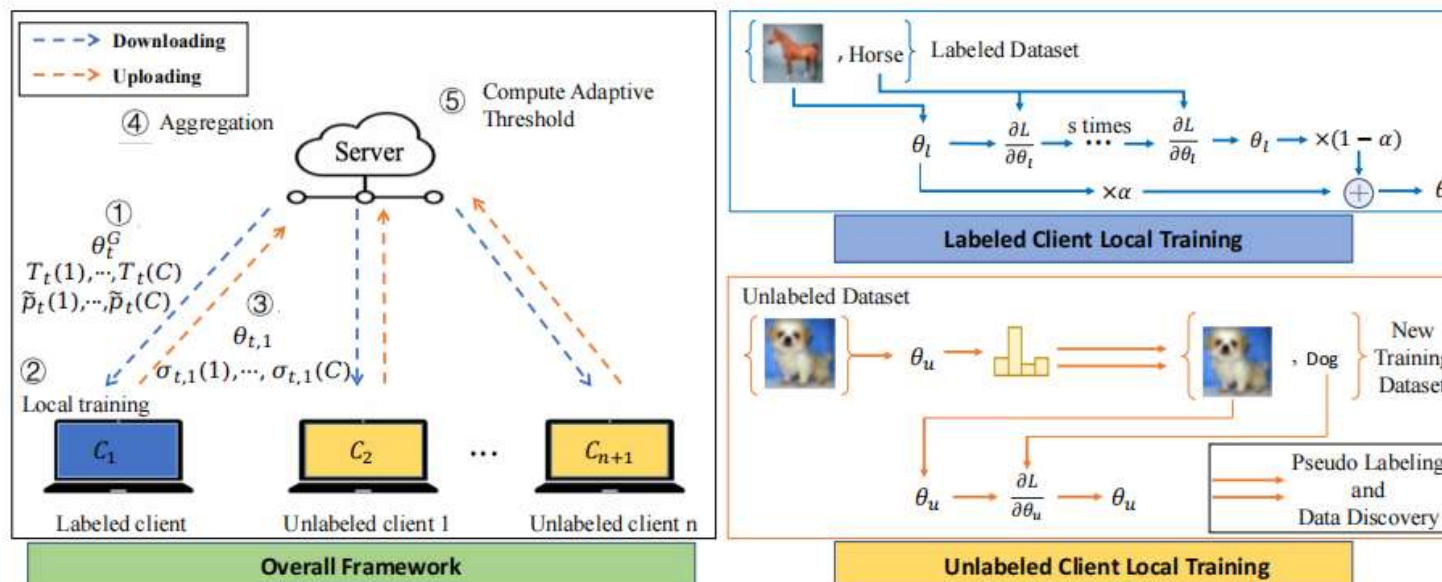 Downloading
Uploading
④ Aggregation
⑤ Compute Adaptive
Threshold
Server
①
θ_t^G
T_t(1),⋯,T_t(C)
p̃_t(1),⋯,p̃_t(C)
③
θ_{t,1}
σ_{t,1}(1),⋯, σ_{t,1}(C)
②
Local training
C_1
C_2
⋯
C_{n+1}
Labeled client
Unlabeled client 1
Unlabeled client n
Overall Framework
{ , Horse } Labeled Dataset
θ_l
∂L/∂θ_l
s times
⋯
∂L/∂θ_l
θ_l
×(1 − α)
×α
+
Labeled Client Local Training
Unlabeled Dataset
{ }
θ_u
{ , Dog }
New
Training
Dataset
θ_u
∂L/∂θ_u
θ_u
Pseudo Labeling
and
Data Discovery
Unlabeled Client Local Training